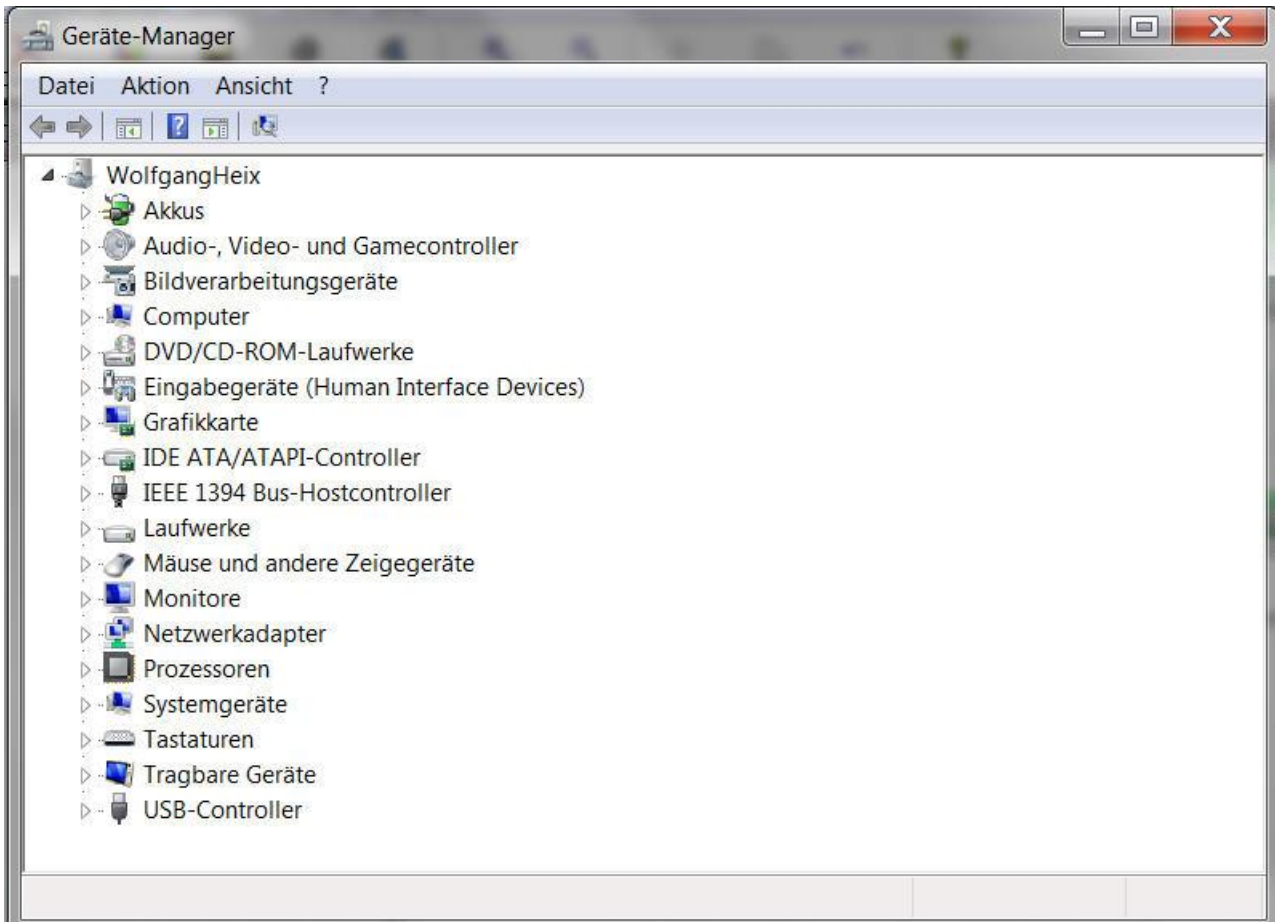 Geräte-Manager
Datei Aktion Ansicht ?
WolfgangHeix
Akkus
Audio-, Video- und Gamecontroller
Bildverarbeitungsgeräte
Computer
DVD/CD-ROM-Laufwerke
Eingabegeräte (Human Interface Devices)
Grafikkarte
IDE ATA/ATAPI-Controller
IEEE 1394 Bus-Hostcontroller
Laufwerke
Mäuse und andere Zeigegeräte
Monitore
Netzwerkadapter
Prozessoren
Systemgeräte
Tastaturen
Tragbare Geräte
USB-Controller